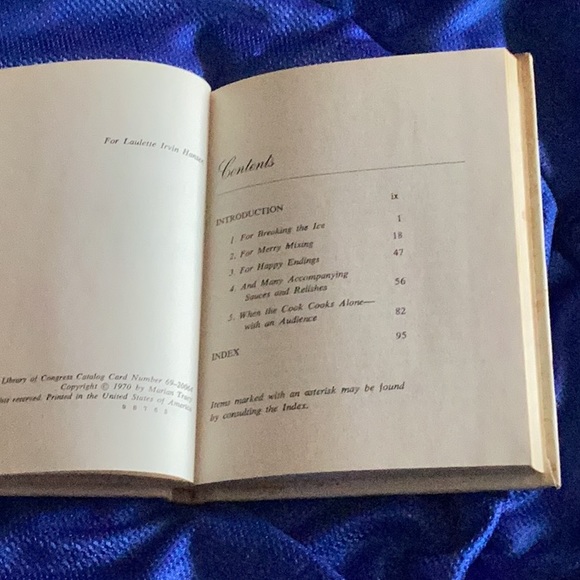 For Laulette Irvin
Library of Congress Catalog Card Number
Copyright © 1970 by Marian Tracy
reserved. Printed in the United States of America
Contents
INTRODUCTION ix
1. For Breaking the Ice 1
2. For Merry Mixing 18
3. For Happy Endings 47
4. And Many Accompanying
Sauces and Relishes 56
5. When the Cook Cooks Alone—
with an Audience 82
INDEX 95
Items marked with an asterisk may be found
by consulting the Index.